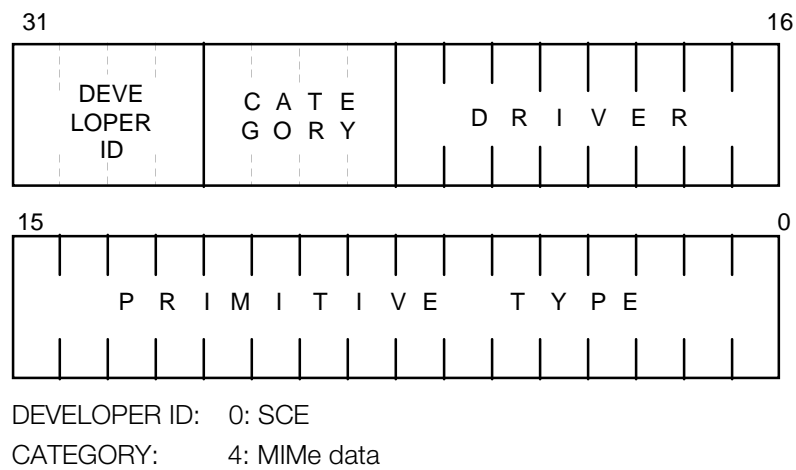 31 16
DEVE
LOPER
ID
C A T E
G O R Y
D R I V E R
15 0
P R I M I T I V E T Y P E
DEVELOPER ID: 0: SCE
CATEGORY: 4: MIMe data